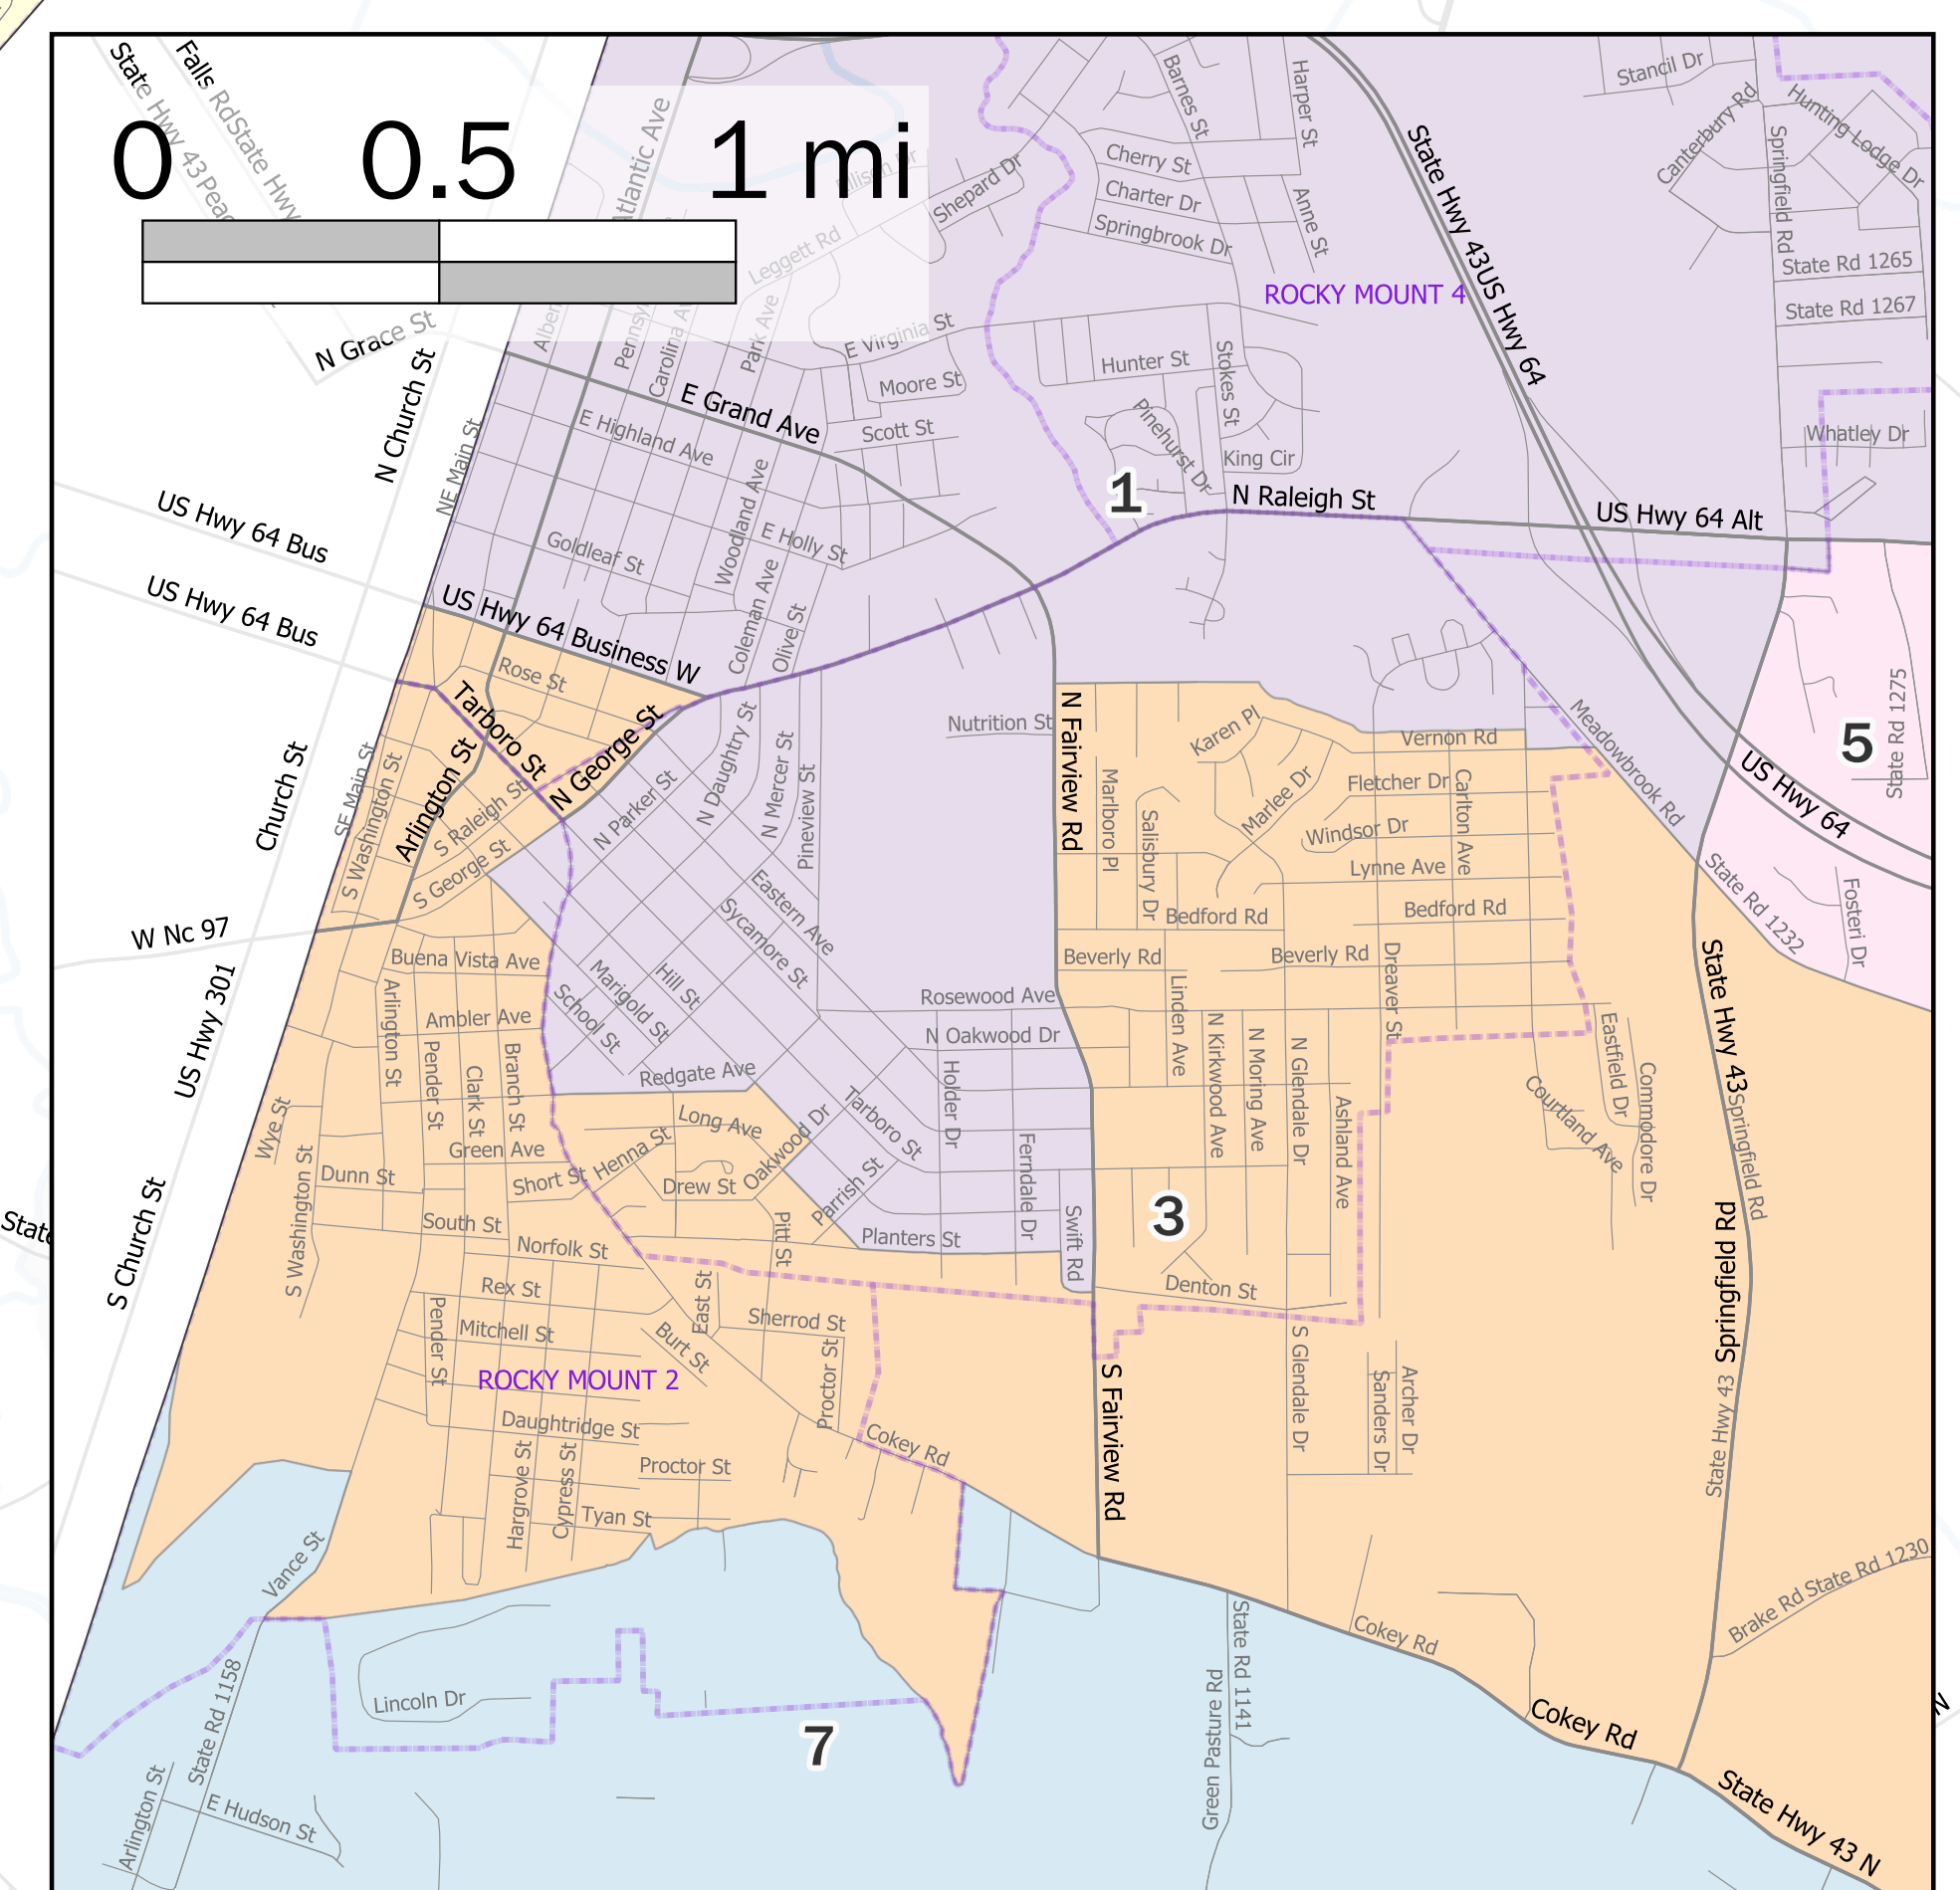 State Hwy 43
Falls Rd
State Hwy
0 0.5 1 mi
Atlantic Ave
Shepard Dr
Leggett Rd
Barnes St
Harper St
Cherry St
Charter Dr
Springbrook Dr
Anne St
State Hwy 43
US Hwy 64
Stancil Dr
Canterbury Rd
Hunting Lodge Dr
Springfield Rd
State Rd 1265
State Rd 1267
ROCKY MOUNT 4
N Grace St
N Church St
Park Ave
E Virginia St
Moore St
Scott St
E Grand Ave
E Highland Ave
NE Main St
Hunter St
Stokes St
Pinehurst Dr
King Cir
Whatley Dr
1
N Raleigh St
US Hwy 64 Alt
US Hwy 64 Bus
US Hwy 64 Bus
Goldleaf St
Woodland Ave
E Holly St
US Hwy 64 Business W
Coleman Ave
Olive St
Rose St
Tarboro St
N George St
Nutrition St
N Fairview Rd
Karen Pl
Vernon Rd
Meadowbrook Rd
5
State Rd 1275
US Hwy 64
Church St
SE Main St
S Washington St
Arlington St
S Raleigh St
S George St
N Parker St
N Daughtry St
N Mercer St
Pineview St
Marlboro Pl
Salisbury Dr
Marlee Dr
Fletcher Dr
Carlton Ave
Windsor Dr
Lynne Ave
Bedford Rd
Bedford Rd
State Rd 1232
Fosteri Dr
W Nc 97
US Hwy 301
Buena Vista Ave
Eastern Ave
Sycamore St
Hill St
Marigold St
School St
Beverly Rd
Beverly Rd
Dreaver St
State Hwy 43
Arlington St
Ambler Ave
Rosewood Ave
N Oakwood Dr
Linden Ave
N Kirkwood Ave
N Moring Ave
N Glendale Dr
Ashland Ave
Eastfield Dr
Commodore Dr
Courtland Ave
Springfield Rd
Pender St
Clark St
Branch St
Redgate Ave
Holder Dr
Long Ave
Tarboro St
Oakwood Dr
Wye St
Green Ave
Henna St
Ferndale Dr
S Washington St
Dunn St
Short St
Drew St
Parrish St
3
S Church St
State
South St
Norfolk St
Pitt St
Planters St
Swift Rd
Springfield Rd
Rex St
East St
Denton St
Pender St
Mitchell St
Burt St
Sherrod St
Proctor St
ROCKY MOUNT 2
S Fairview Rd
S Glendale Dr
Sanders Dr
Archer Dr
State Hwy 43
Daughtridge St
Cokey Rd
Hargrove St
Cypress St
Proctor St
Tyan St
Vance St
Brake Rd
State Rd 1230
Cokey Rd
State Rd 1141
Green Pasture Rd
State Rd 1158
Lincoln Dr
7
Cokey Rd
Arlington St
E Hudson St
State Hwy 43 N